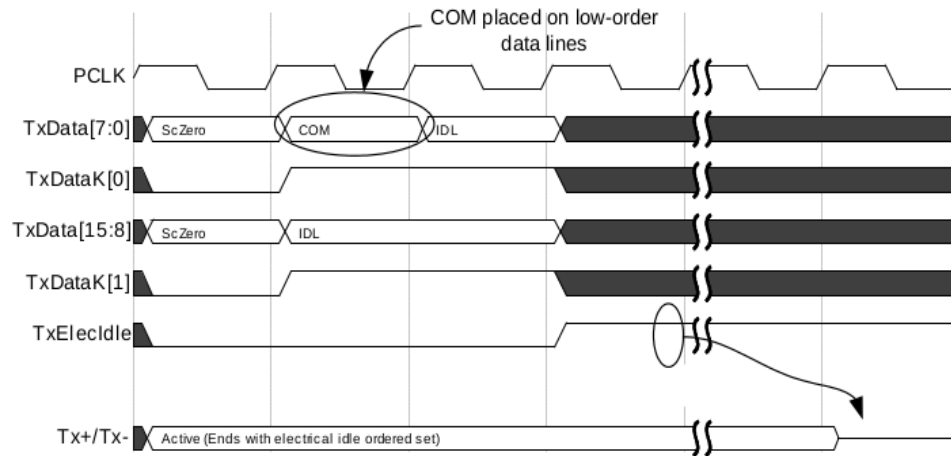 COM placed on low-order
data lines
PCLK
TxData[7:0] ScZero COM IDL
TxDataK[0]
TxData[15:8] ScZero IDL
TxDataK[1]
TxElecIdle
Tx+/Tx- Active (Ends with electrical idle ordered set)